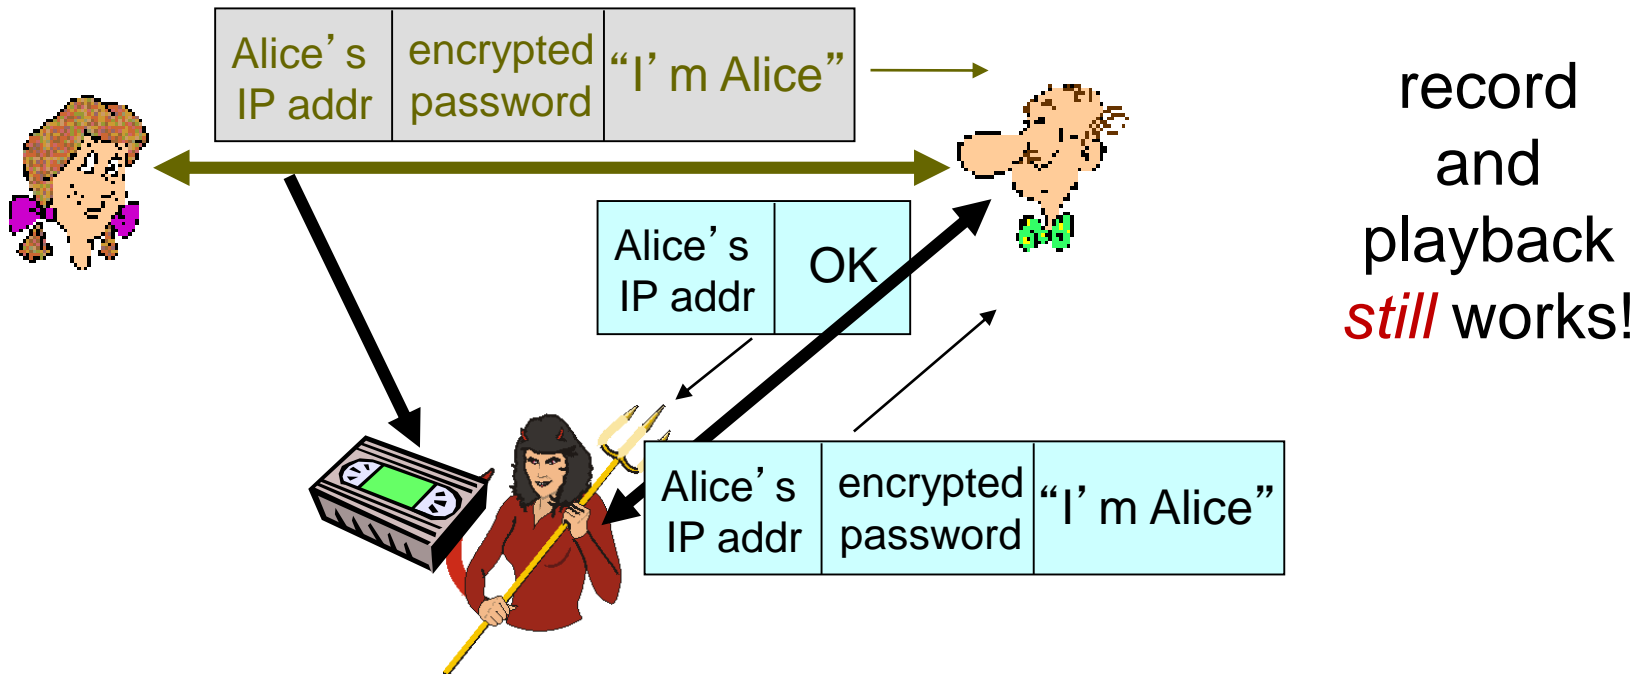 Alice’s
IP addr
encrypted
password
“I’m Alice”
record
and
playback
still works!
Alice’s
IP addr
OK
Alice’s
IP addr
encrypted
password
“I’m Alice”